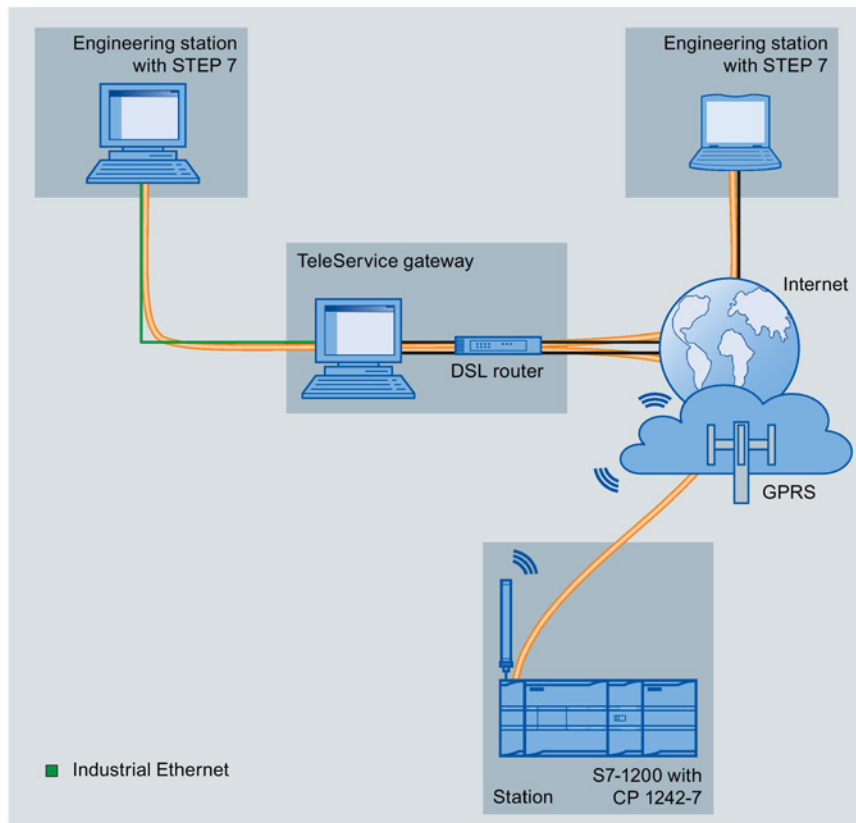 Engineering station
with STEP 7
Engineering station
with STEP 7
TeleService gateway
Internet
DSL router
GPRS
Industrial Ethernet
Station
S7-1200 with
CP 1242-7